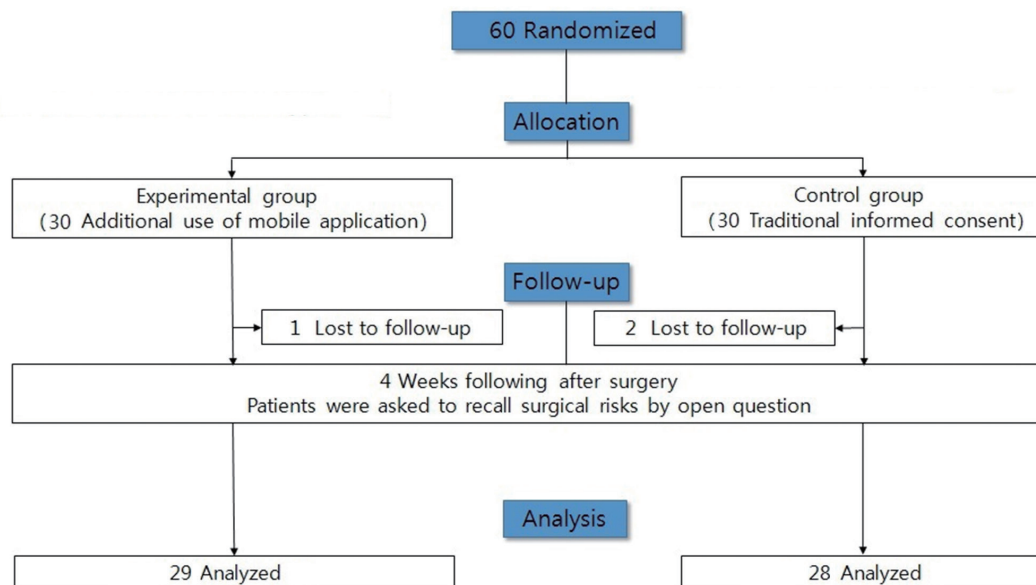 60 Randomized
Allocation
Experimental group
(30 Additional use of mobile application)
Control group
(30 Traditional informed consent)
Follow-up
1 Lost to follow-up
2 Lost to follow-up
4 Weeks following after surgery
Patients were asked to recall surgical risks by open question
Analysis
29 Analyzed
28 Analyzed